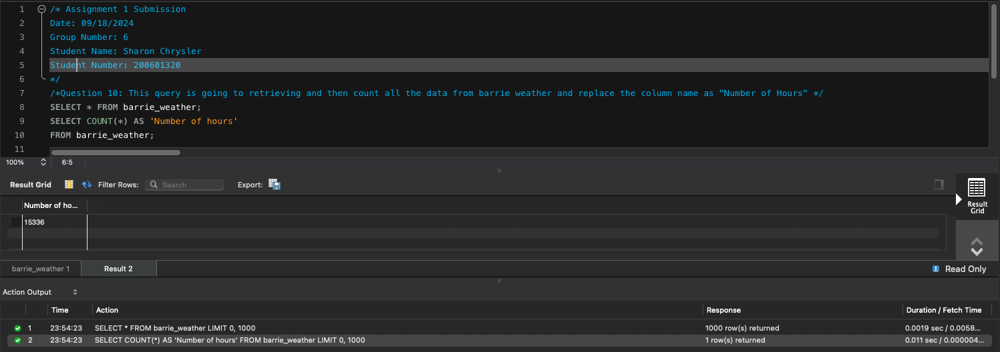 1 /* Assignment 1 Submission
2 Date: 09/18/2024
3 Group Number: 6
4 Student Name: Sharon Chrysler
5 Student Number: 200601320
6 */
7 /*Question 10: This query is going to retrieving and then count all the data from barrie weather and replace the column name as "Number of Hours" */
8 SELECT * FROM barrie_weather;
9 SELECT COUNT(*) AS 'Number of hours'
10 FROM barrie_weather;
11
100% 6:5
Result Grid Filter Rows: Search Export:
Number of ho...
15336
Result
Grid
barrie_weather 1 Result 2 Read Only
Action Output
Time Action Response Duration / Fetch Time
1 23:54:23 SELECT * FROM barrie_weather LIMIT 0, 1000 1000 row(s) returned 0.0019 sec / 0.0058...
2 23:54:23 SELECT COUNT(*) AS 'Number of hours' FROM barrie_weather LIMIT 0, 1000 1 row(s) returned 0.011 sec / 0.000004...